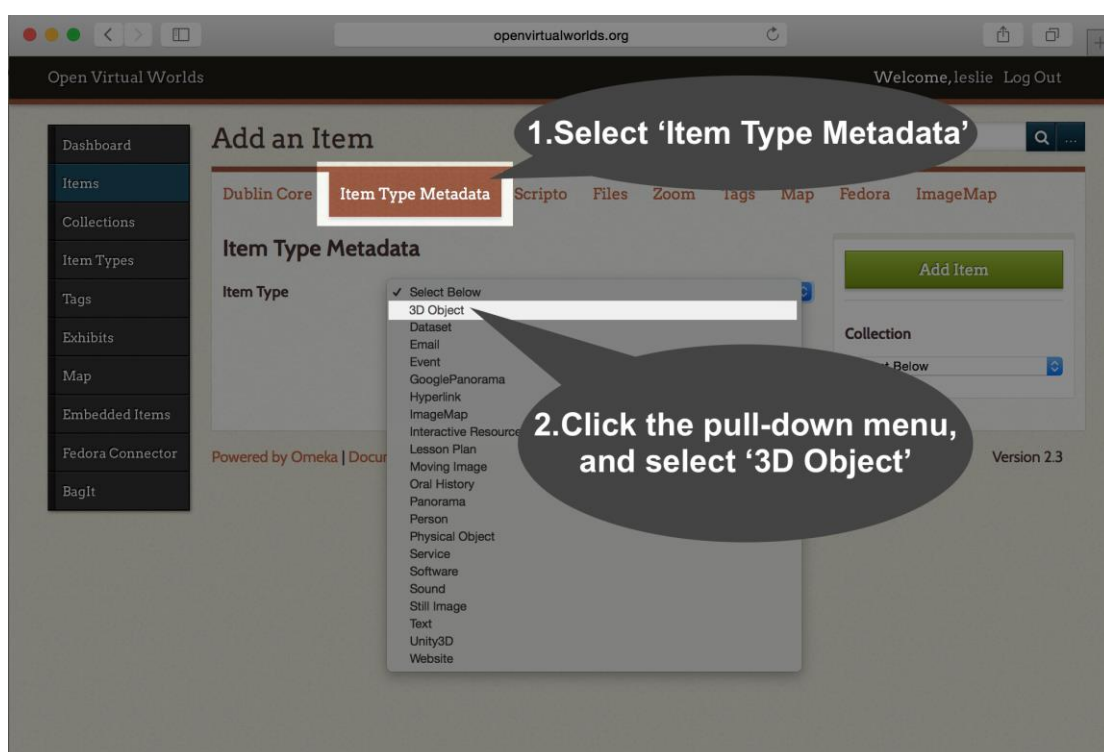 openvirtualworlds.org
Open Virtual Worlds
Welcome, leslie Log Out
Add an Item
1.Select ‘Item Type Metadata’
...
Dashboard
Items
Collections
Item Types
Tags
Exhibits
Map
Embedded Items
Fedora Connector
BagIt
Dublin Core Item Type Metadata Scripto Files Zoom Tags Map Fedora ImageMap
Item Type Metadata
Item Type
✓ Select Below
3D Object
Dataset
Email
Event
GooglePanorama
Hyperlink
ImageMap
Interactive Resource
Lesson Plan
Moving Image
Oral History
Panorama
Person
Physical Object
Service
Software
Sound
Still Image
Text
Unity3D
Website
2.Click the pull-down menu,
and select ‘3D Object’
Add Item
Collection
Below
Powered by Omeka |
Version 2.3